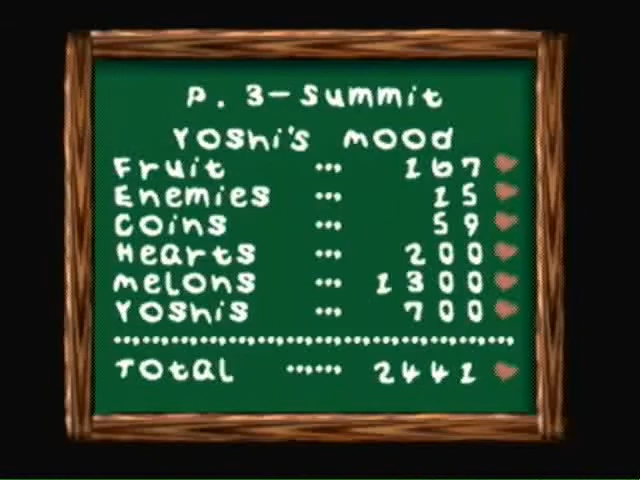 P. 3-Summit
Yoshi's Mood
Fruit ... 167
Enemies ... 15
Coins ... 59
Hearts ... 200
Melons ... 1300
Yoshis ... 700
Total ...... 2441